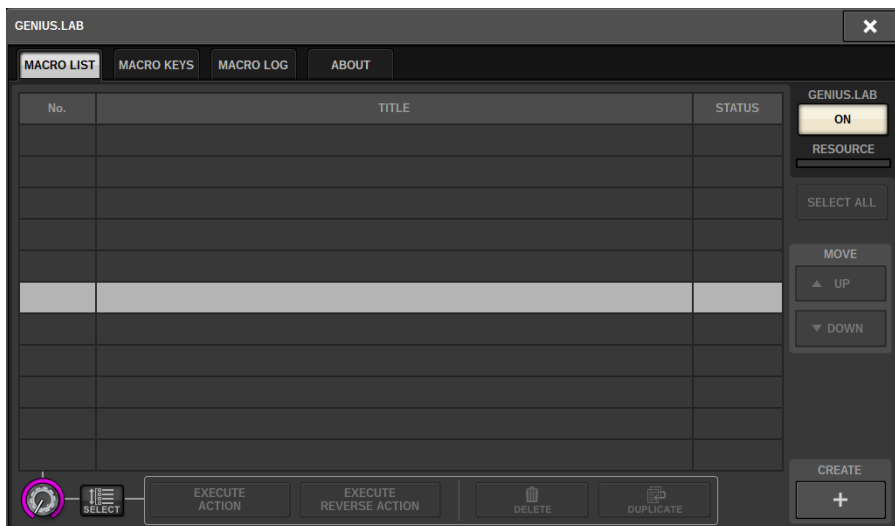 GENIUS.LAB
MACRO LIST
MACRO KEYS
MACRO LOG
ABOUT
No.
TITLE
STATUS
GENIUS.LAB
ON
RESOURCE
SELECT ALL
MOVE
UP
DOWN
SELECT
EXECUTE
ACTION
EXECUTE
REVERSE ACTION
DELETE
DUPLICATE
CREATE
+